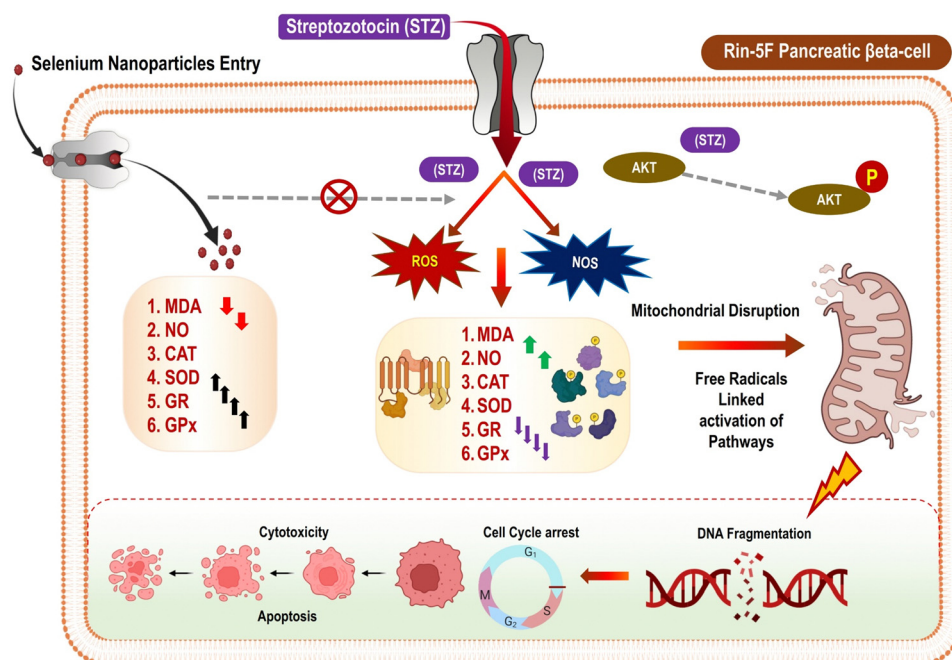 Streptozotocin (STZ)
Rin-5F Pancreatic βeta-cell
Selenium Nanoparticles Entry
(STZ)
(STZ)
AKT
(STZ)
AKT
P
ROS
NOS
1. MDA
2. NO
3. CAT
4. SOD
5. GR
6. GPx
1. MDA
2. NO
3. CAT
4. SOD
5. GR
6. GPx
P
P
P
P
P
Mitochondrial Disruption
Free Radicals
Linked
activation of
Pathways
Cytotoxicity
Apoptosis
Cell Cycle arrest
G1
S
G2
M
DNA Fragmentation